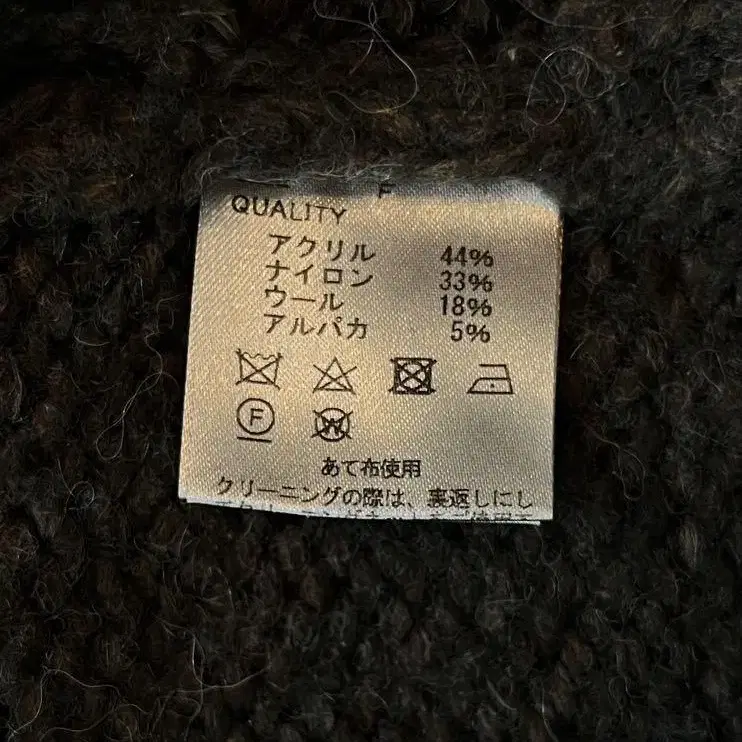 F
QUALITY
アクリル 44%
ナイロン 33%
ウール 18%
アルパカ 5%
F
W
あて布使用
クリーニングの際は、裏返しにし